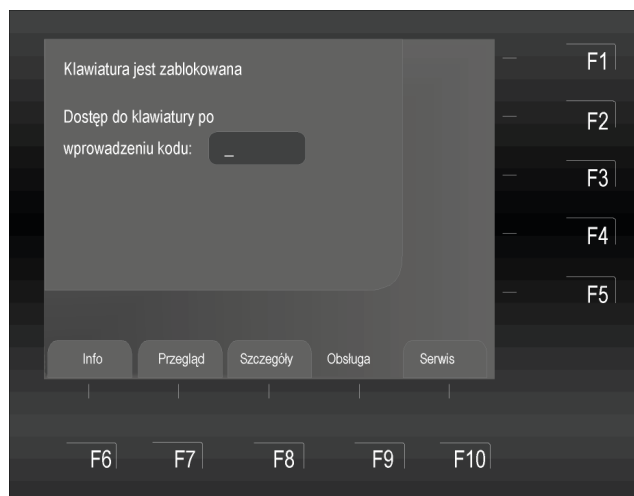 Klawiatura jest zablokowana
Dostęp do klawiatury po
wprowadzeniu kodu: _
F1
F2
F3
F4
F5
Info Przegląd Szczegóły Obsługa Serwis
F6 F7 F8 F9 F10